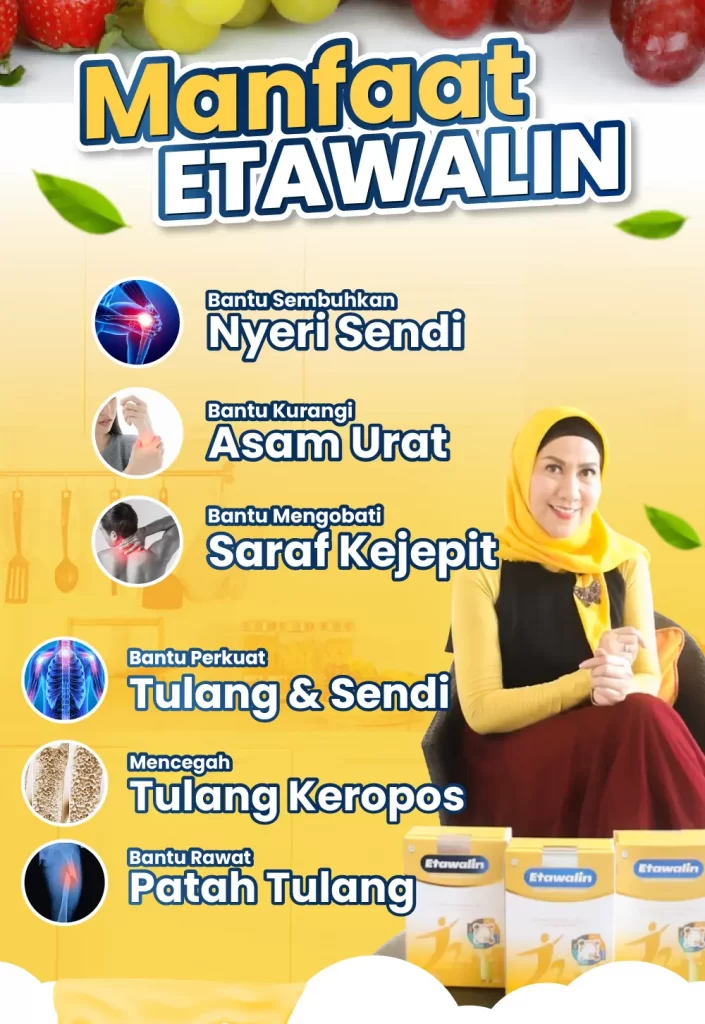 Manfaat
ETAWALIN
Bantu Sembuhkan
Nyeri Sendi
Bantu Kurangi
Asam Urat
Bantu Mengobati
Saraf Kejepit
Bantu Perkuat
Tulang & Sendi
Mencegah
Tulang Keropos
Bantu Rawat
Patah Tulang
Etawalin
Etawalin
Etawalin